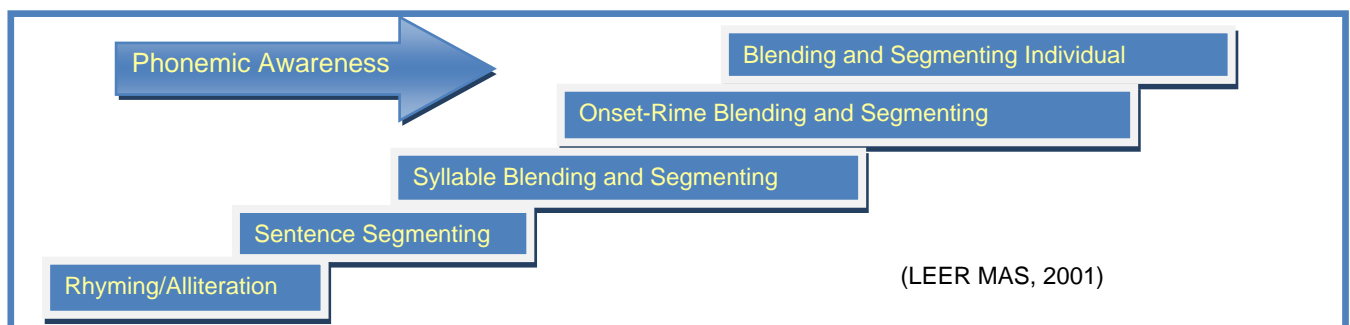 Phonemic Awareness
Blending and Segmenting Individual
Onset-Rime Blending and Segmenting
Syllable Blending and Segmenting
Sentence Segmenting
Rhyming/Alliteration
(LEER MAS, 2001)